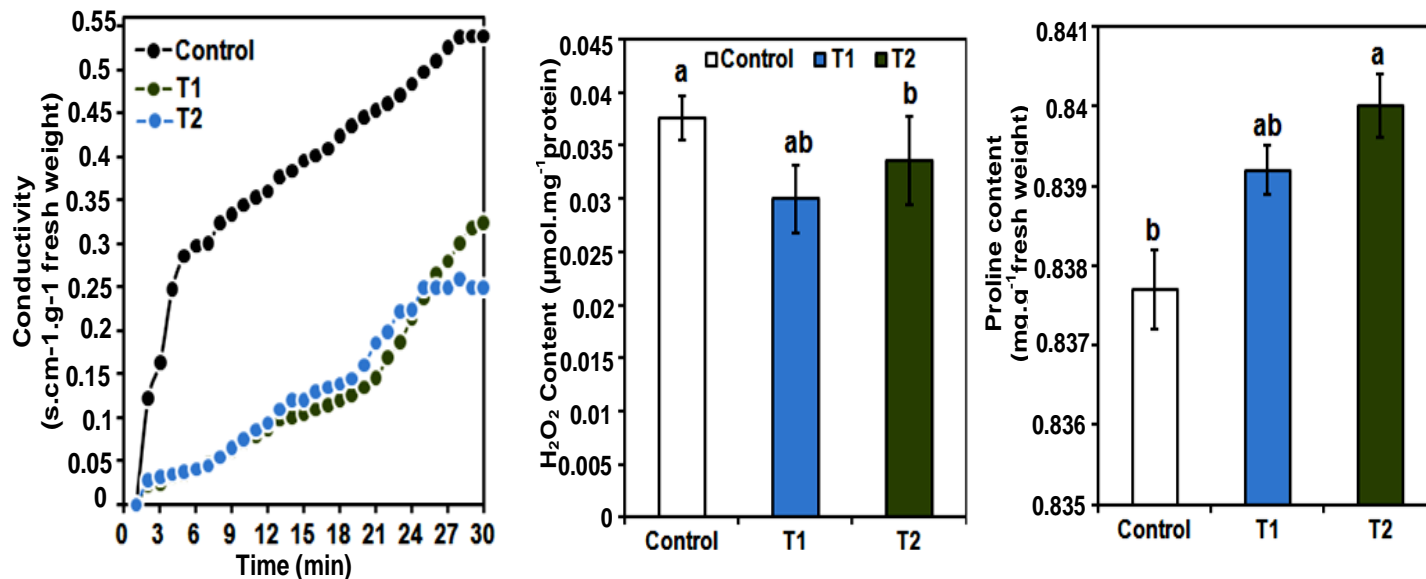 Conductivity
(s.cm-1.g-1 fresh weight)
0.55
0.5
0.45
0.4
0.35
0.3
0.25
0.2
0.15
0.1
0.05
0
Control
T1
T2
0 3 6 9 12 15 18 21 24 27 30
Time (min)
H₂O₂ Content (μmol.mg⁻¹protein)
0.045
0.04
0.035
0.03
0.025
0.02
0.015
0.01
0.005
0
Control T1 T2
a
ab
b
Control T1 T2
Proline content
(mg.g⁻¹fresh weight)
0.841
0.84
0.839
0.838
0.837
0.836
0.835
b
ab
a
Control T1 T2